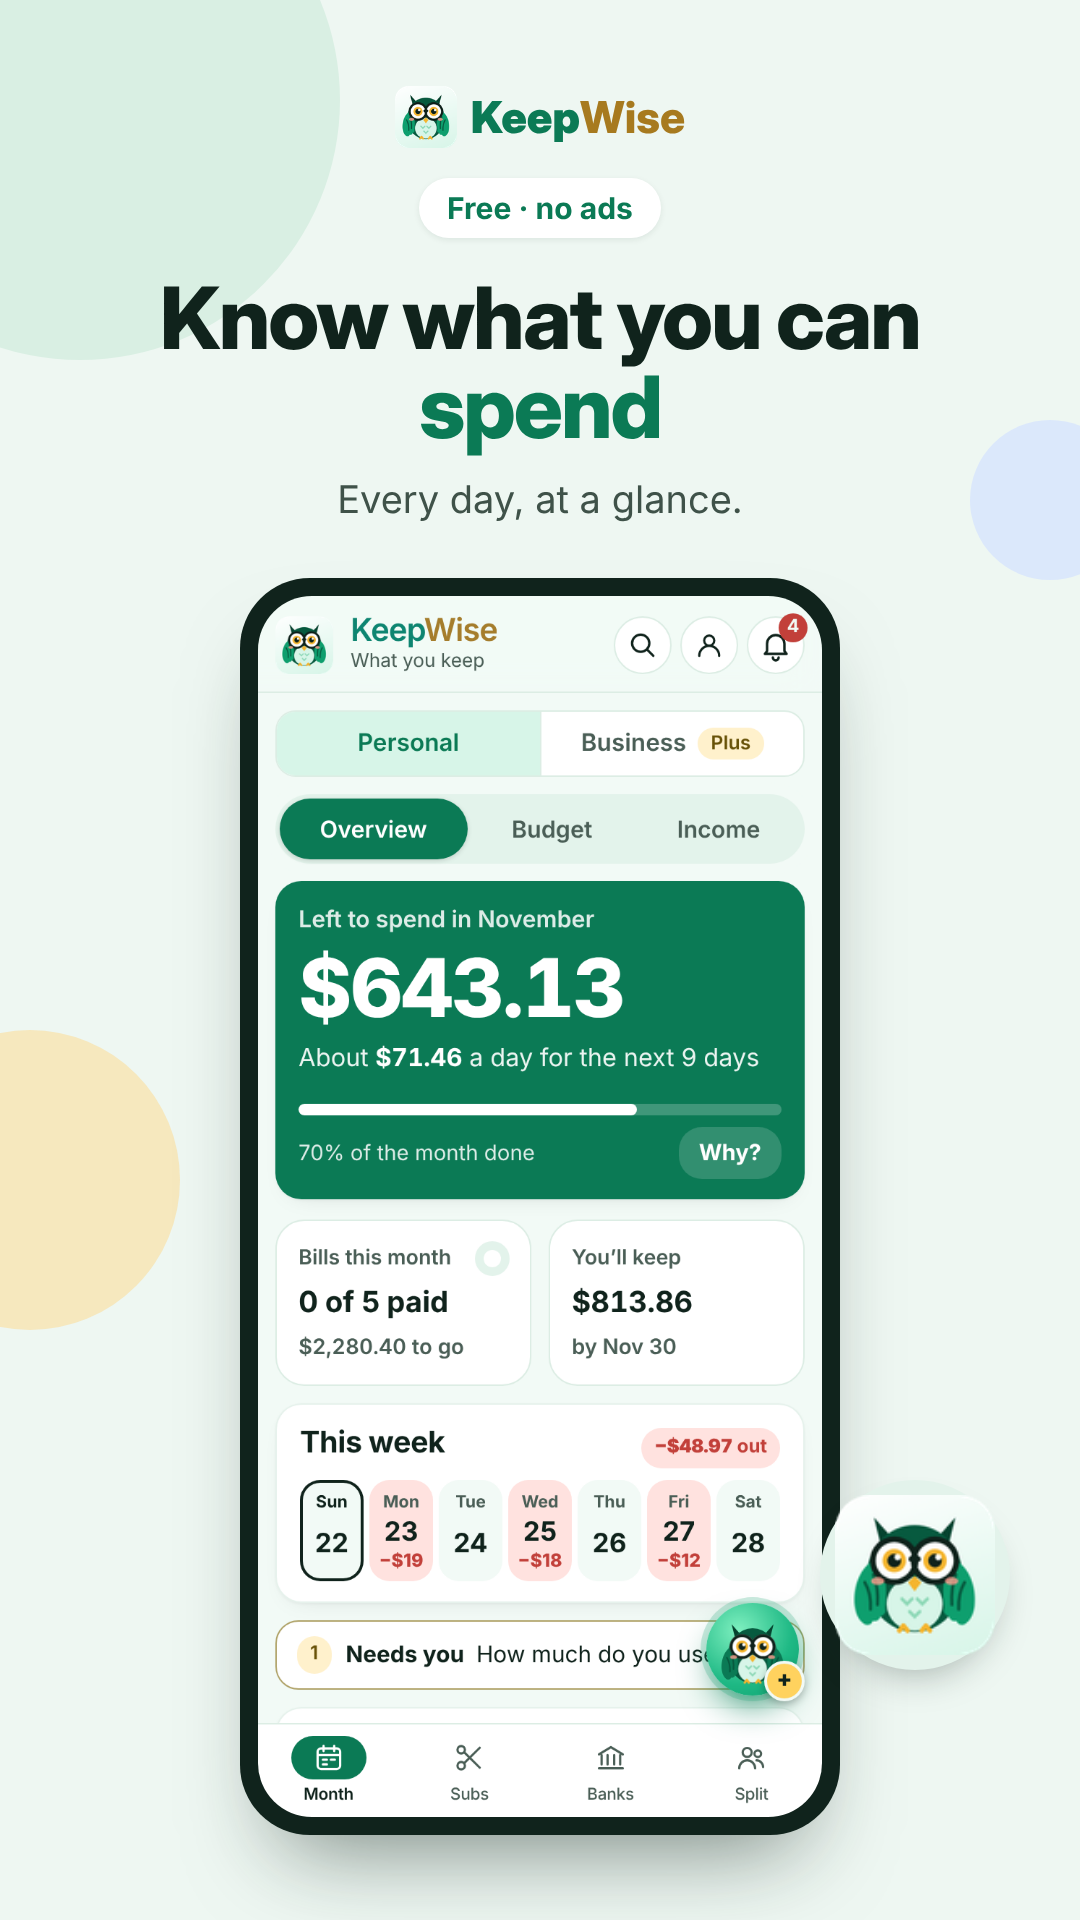 KeepWise
Free · no ads
Know what you can
spend
Every day, at a glance.
KeepWise
What you keep
4
Personal
Business Plus
Overview Budget Income
Left to spend in November
$643.13
About $71.46 a day for the next 9 days
70% of the month done
Why?
Bills this month
0 of 5 paid
$2,280.40 to go
You’ll keep
$813.86
by Nov 30
This week
−$48.97 out
Sun Mon Tue Wed Thu Fri Sat
22 23 24 25 26 27 28
−$19 −$18 −$12
1 Needs you How much do you use
+
Month Subs Banks Split